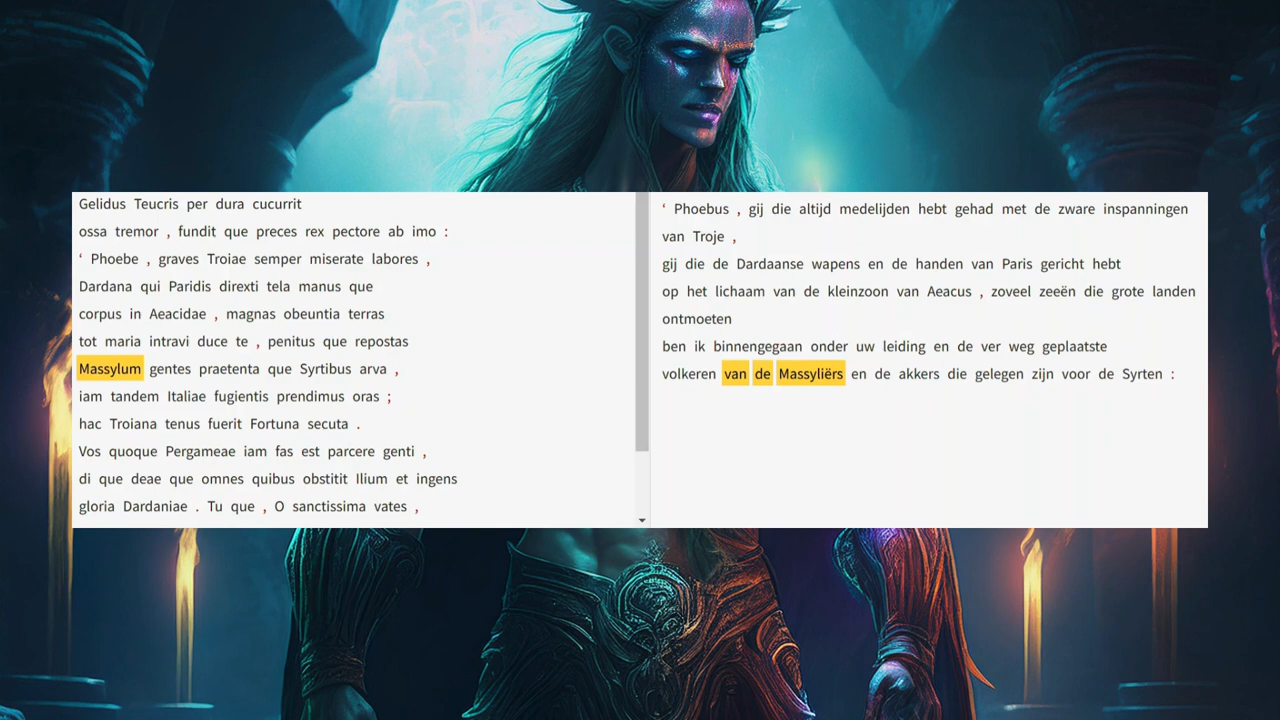 Gelidus Teucris per dura cucurrit
ossa tremor , fundit que preces rex pectore ab imo :
‘ Phoebe , graves Troiae semper miserate labores ,
Dardana qui Paridis direxti tela manus que
corpus in Aeacidae , magnas obeuntia terras
tot maria intravi duce te , penitus que repostas
Massylum gentes praetenta que Syrtibus arva ,
iam tandem Italiae fugientis prendimus oras ;
hac Troiana tenus fuerit Fortuna secuta .
Vos quoque Pergameae iam fas est parcere genti ,
di que deae que omnes quibus obstitit Ilium et ingens
gloria Dardaniae . Tu que , O sanctissima vates ,
‘ Phoebus , gij die altijd medelijden hebt gehad met de zware inspanningen
van Troje ,
gij die de Dardaanse wapens en de handen van Paris gericht hebt
op het lichaam van de kleinzoon van Aeacus , zoveel zeeën die grote landen
ontmoeten
ben ik binnengegaan onder uw leiding en de ver weg geplaatste
volkeren van de Massyliërs en de akkers die gelegen zijn voor de Syrten :